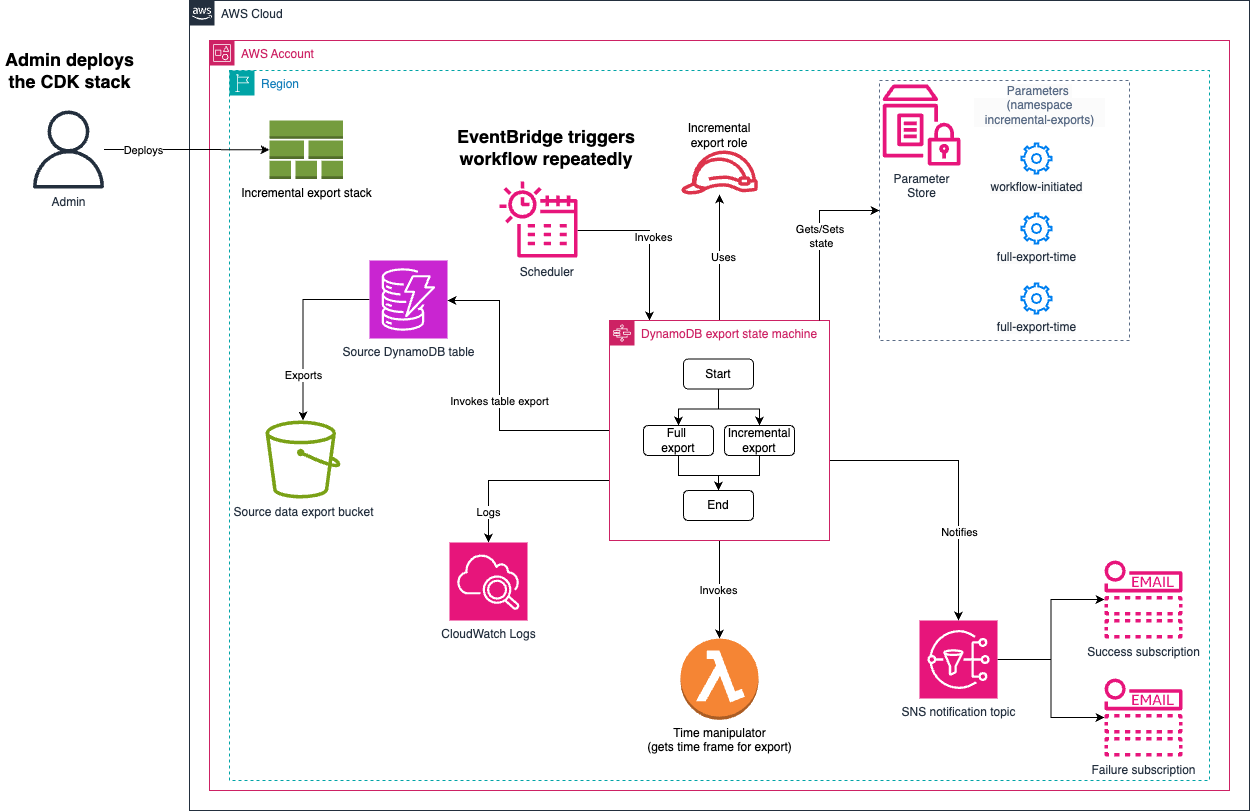 aws
AWS Cloud
AWS Account
Region
Admin deploys
the CDK stack
Admin
Deploys
Incremental export stack
EventBridge triggers
workflow repeatedly
Scheduler
Invokes
Incremental
export role
Uses
Gets/Sets
state
Parameter
Store
Parameters
(namespace
incremental-exports)
workflow-initiated
full-export-time
full-export-time
Source DynamoDB table
Exports
Invokes table export
Source data export bucket
DynamoDB export state machine
Start
Full
export
Incremental
export
End
Logs
CloudWatch Logs
Invokes
Time manipulator
(gets time frame for export)
Notifies
SNS notification topic
EMAIL
Success subscription
EMAIL
Failure subscription